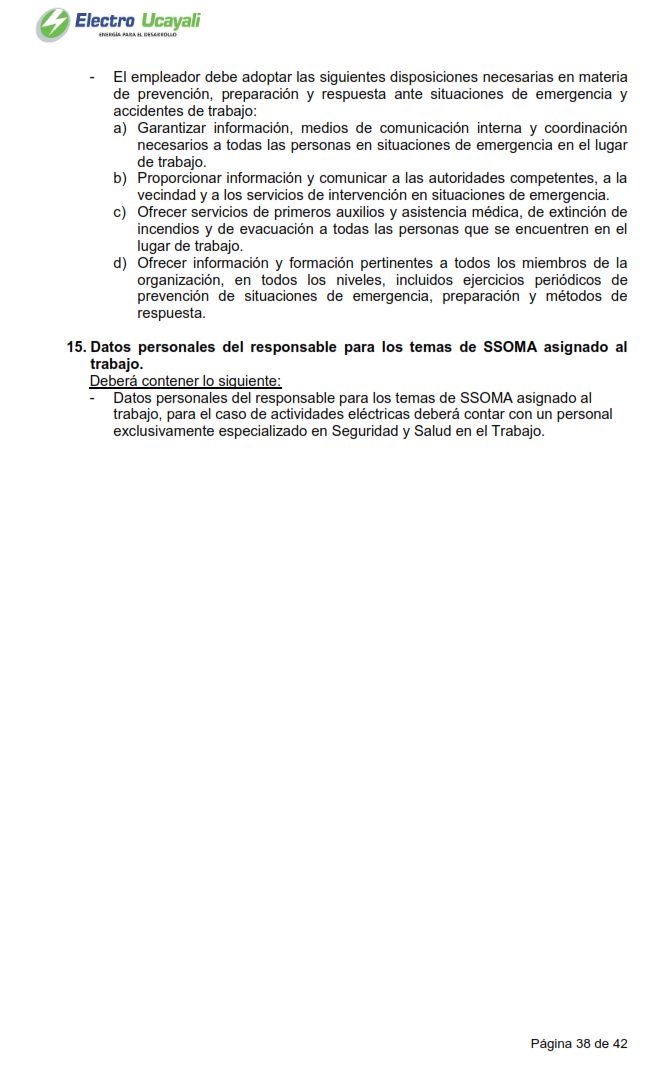 Electro Ucayali
ENERGÍA PARA EL DESARROLLO
- El empleador debe adoptar las siguientes disposiciones necesarias en materia
de prevención, preparación y respuesta ante situaciones de emergencia y
accidentes de trabajo:
a) Garantizar información, medios de comunicación interna y coordinación
necesarios a todas las personas en situaciones de emergencia en el lugar
de trabajo.
b) Proporcionar información y comunicar a las autoridades competentes, a la
vecindad y a los servicios de intervención en situaciones de emergencia.
c) Ofrecer servicios de primeros auxilios y asistencia médica, de extinción de
incendios y de evacuación a todas las personas que se encuentren en el
lugar de trabajo.
d) Ofrecer información y formación pertinentes a todos los miembros de la
organización, en todos los niveles, incluidos ejercicios periódicos de
prevención de situaciones de emergencia, preparación y métodos de
respuesta.
15. Datos personales del responsable para los temas de SSOMA asignado al
trabajo.
Deberá contener lo siguiente:
- Datos personales del responsable para los temas de SSOMA asignado al
trabajo, para el caso de actividades eléctricas deberá contar con un personal
exclusivamente especializado en Seguridad y Salud en el Trabajo.
Página 38 de 42